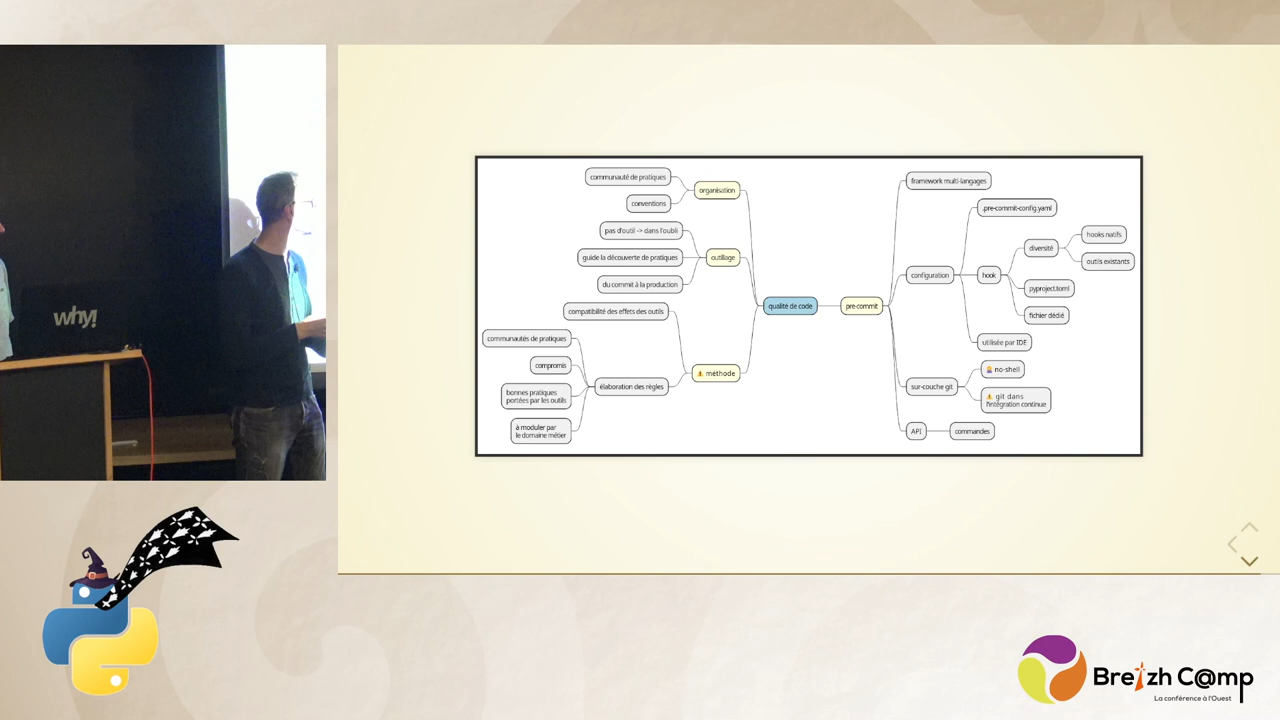 why!
communauté de pratiques
conventions
organisation
pas d'outil -> dans l'oubli
guide la découverte de pratiques
du commit à la production
outillage
compatibilité des effets des outils
communautés de pratiques
compromis
bonnes pratiques
portées par les outils
à moduler par
le domaine métier
élaboration des règles
⚠ méthode
qualité de code
pre-commit
framework multi-langages
configuration
.pre-commit-config.yaml
hook
diversité
hooks natifs
outils existants
pyproject.toml
fichier dédié
utilisée par IDE
sur-couche git
no-shell
⚠ git dans
l'intégration continue
API
commandes
Breizh C@mp
La conférence à l'Ouest